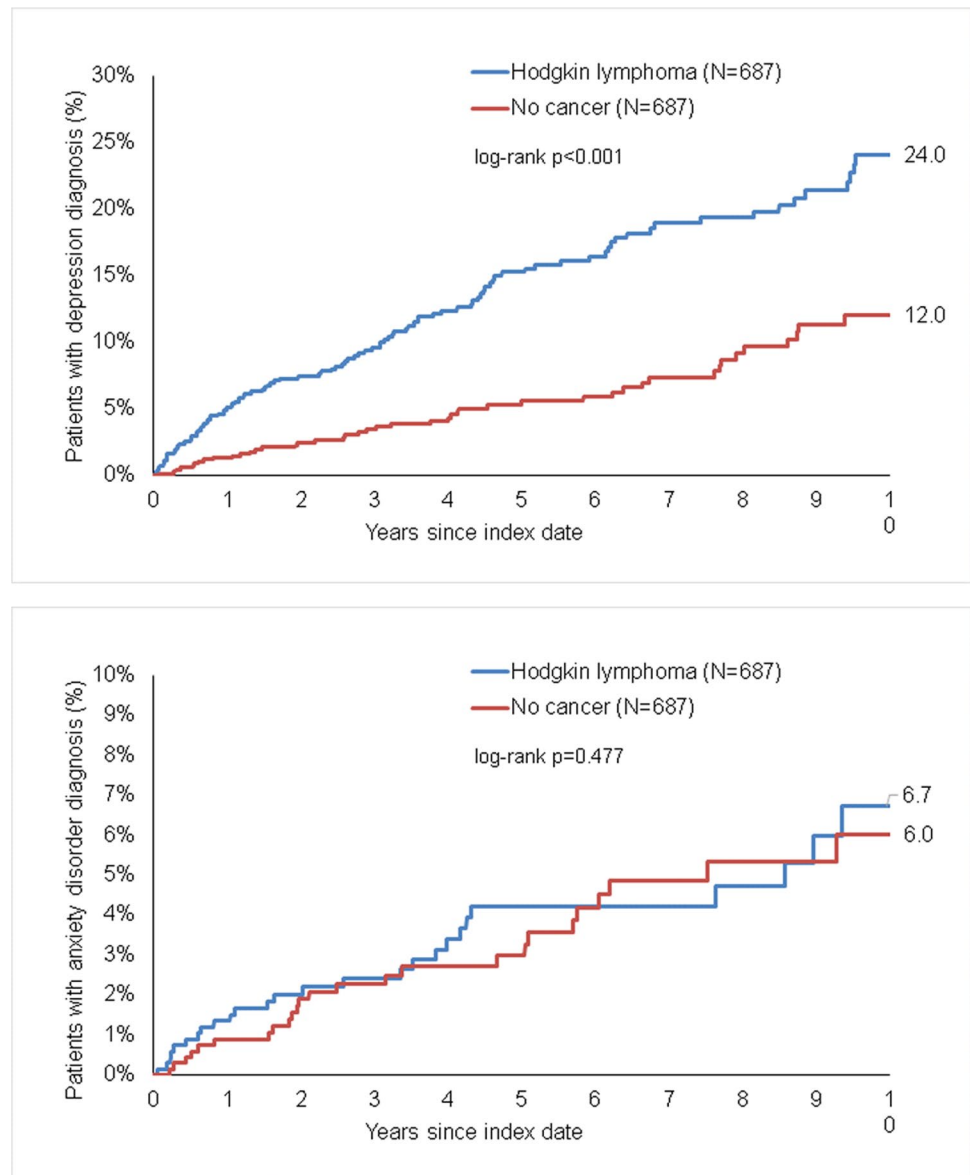 30%
25%
20%
15%
10%
5%
0%
Patients with depression diagnosis (%)
Hodgkin lymphoma (N=687)
No cancer (N=687)
log-rank p<0.001
24.0
12.0
0 1 2 3 4 5 6 7 8 9 1
0
Years since index date
10%
9%
8%
7%
6%
5%
4%
3%
2%
1%
0%
Patients with anxiety disorder diagnosis (%)
Hodgkin lymphoma (N=687)
No cancer (N=687)
log-rank p=0.477
6.7
6.0
0 1 2 3 4 5 6 7 8 9 1
0
Years since index date